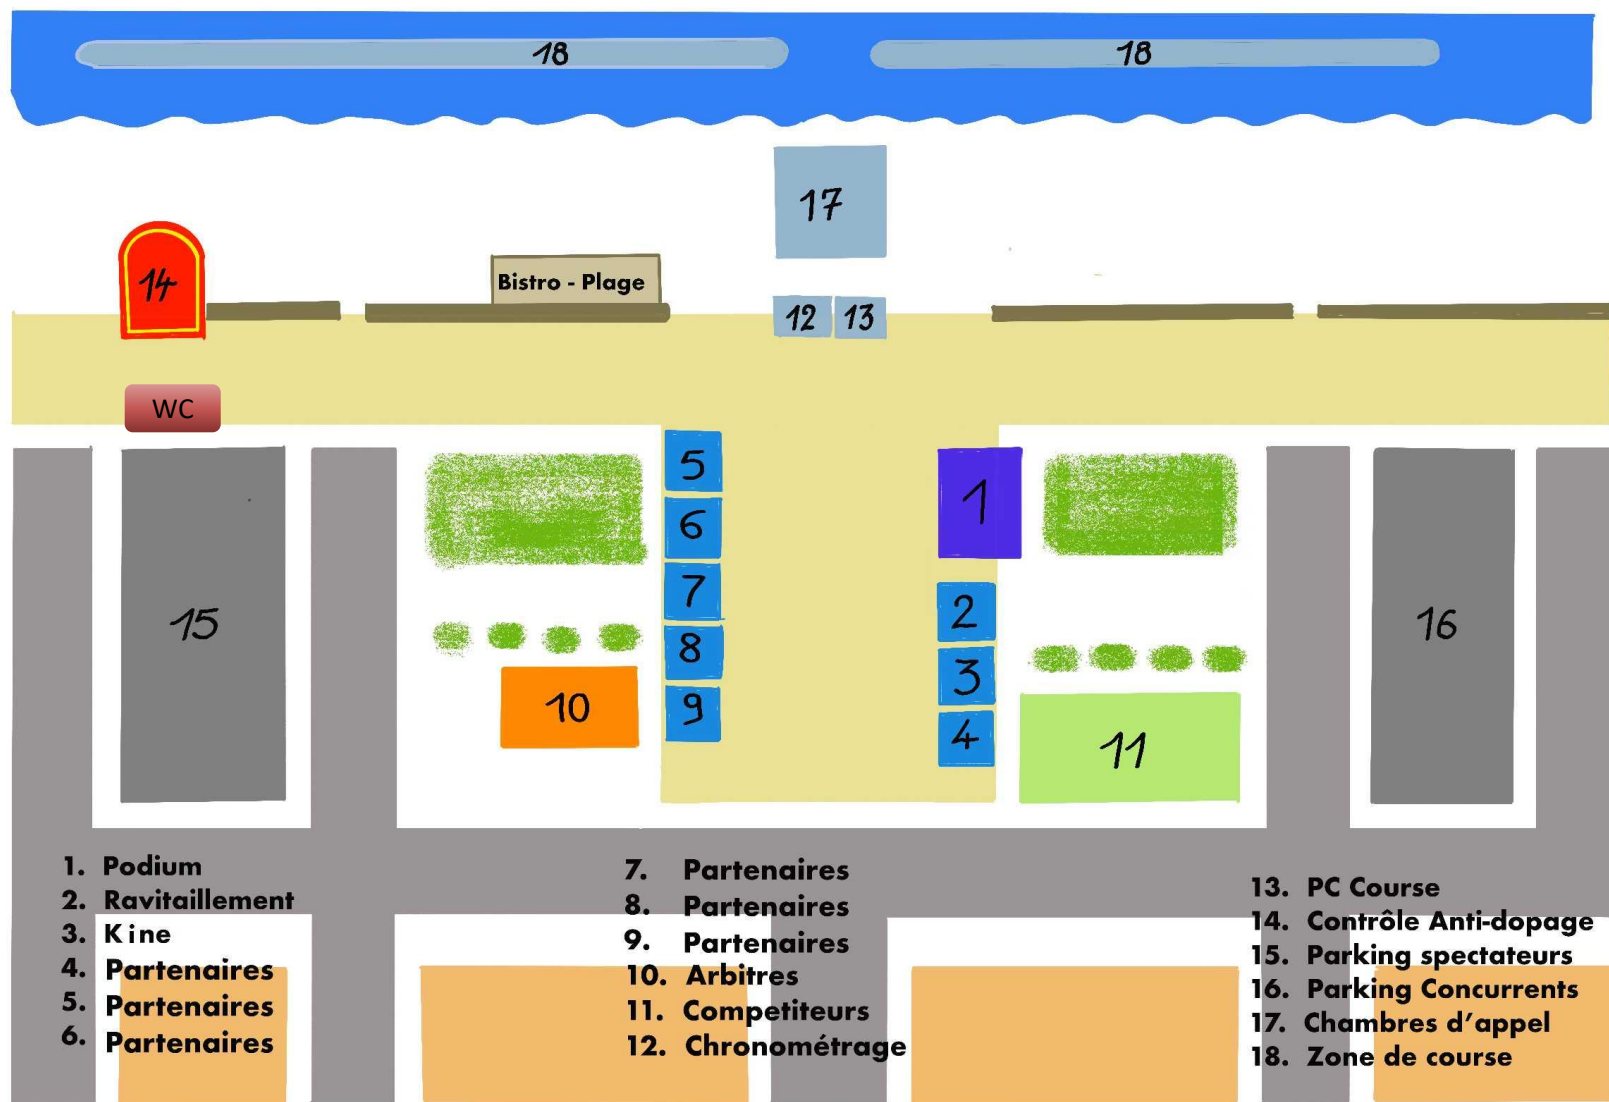 18
18
17
14
Bistro - Plage
12
13
WC
5
1
6
7
2
15
16
8
3
10
9
4
11
1. Podium
2. Ravitaillement
3. Kine
4. Partenaires
5. Partenaires
6. Partenaires
7. Partenaires
8. Partenaires
9. Partenaires
10. Arbitres
11. Competiteurs
12. Chronométrage
13. PC Course
14. Contrôle Anti-dopage
15. Parking spectateurs
16. Parking Concurrents
17. Chambres d'appel
18. Zone de course